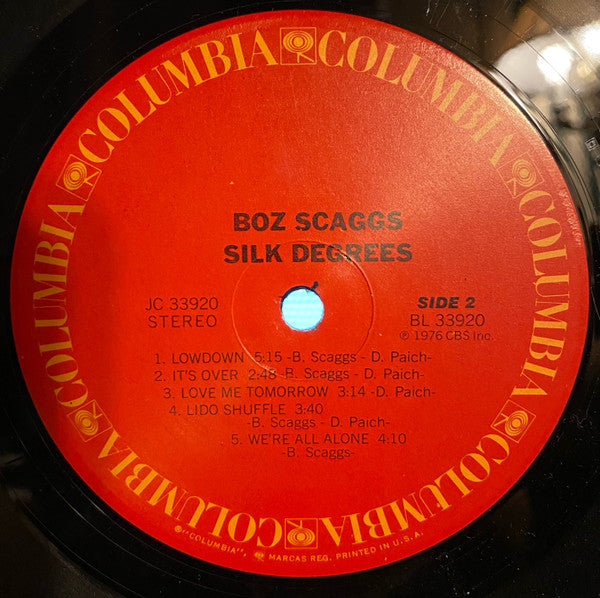 COLUMBIA COLUMBIA COLUMBIA COLUMBIA COLUMBIA COLUMBIA
BOZ SCAGGS
SILK DEGREES
JC 33920
STEREO
SIDE 2
BL 33920
℗ 1976 CBS Inc.
1. LOWDOWN 5:15 -B. Scaggs - D. Paich-
2. IT'S OVER 2:48 -B. Scaggs - D. Paich-
3. LOVE ME TOMORROW 3:14 -D. Paich-
4. LIDO SHUFFLE 3:40
-B. Scaggs - D. Paich-
5. WE'RE ALL ALONE 4:10
-B. Scaggs-
®"COLUMBIA", MARCAS REG. PRINTED IN U.S.A.